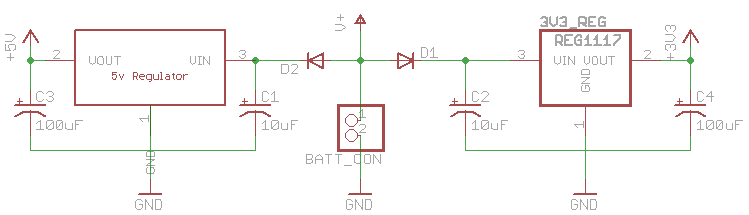 +5V
2
VOUT
VIN
3
5v Regulator
1
GND
C3
+
100uF
C1
+
10uF
D2
V+
D1
1
2
BATT_CON
3V3_REG
REG1117
3
VIN VOUT
2
GND
1
+3V3
C2
+
10uF
C4
+
100uF
GND
GND
GND